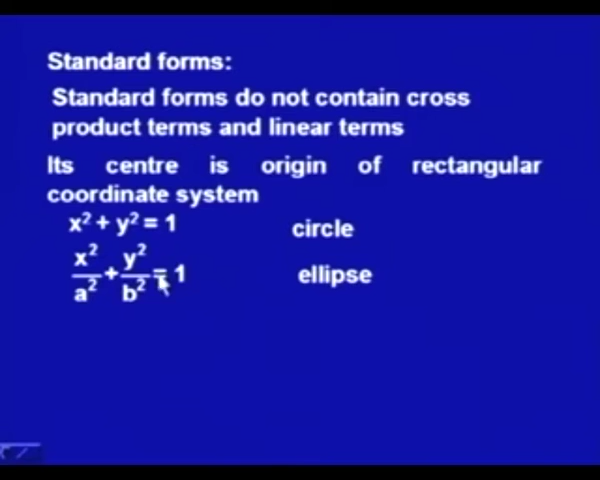 Standard forms:
Standard forms do not contain cross
product terms and linear terms
Its centre is origin of rectangular
coordinate system
x² + y² = 1 circle
x²/a² + y²/b² = 1 ellipse